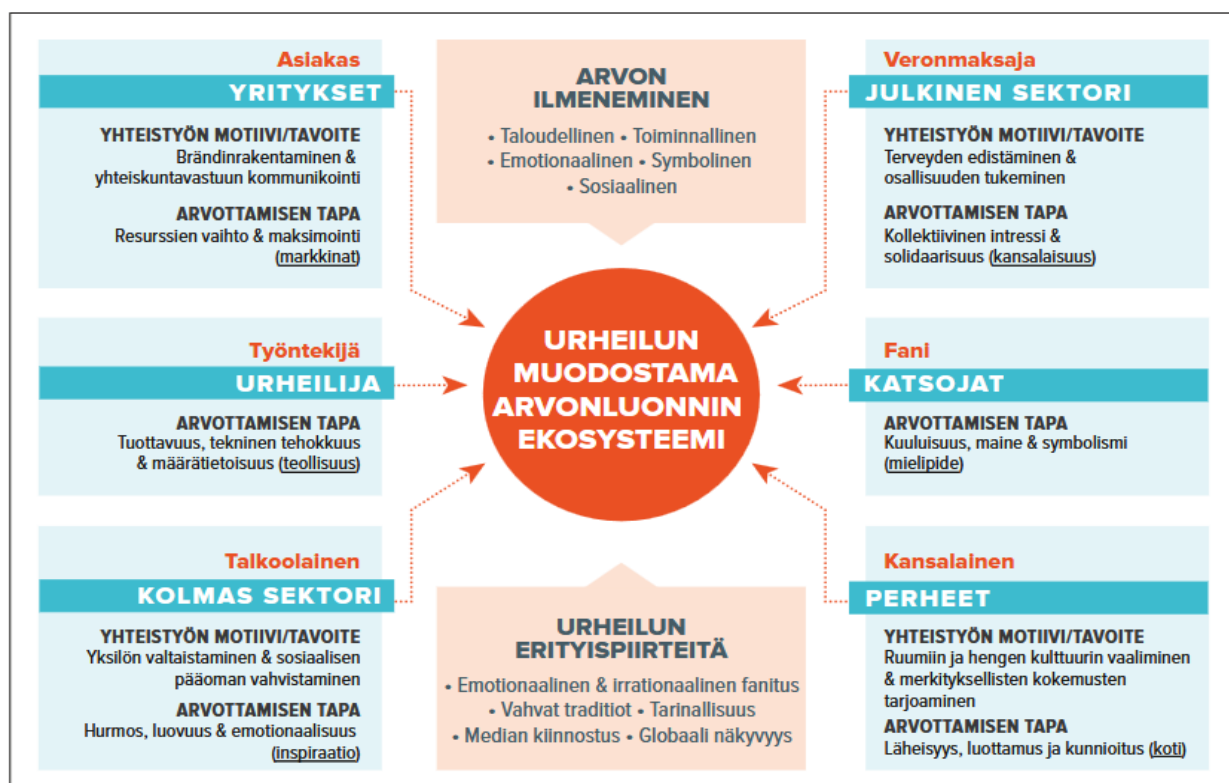 Asiakas
YRITYKSET
YHTEISTYÖN MOTIIVI/TAVOITE
Brändinrakentaminen &
yhteiskuntavastuun kommunikointi
ARVOTTAMISEN TAPA
Resurssien vaihto & maksimointi
(markkinat)
ARVON
ILMENEMINEN
• Taloudellinen • Toiminnallinen
• Emotionaalinen • Symbolinen
• Sosiaalinen
Veronmaksaja
JULKINEN SEKTORI
YHTEISTYÖN MOTIIVI/TAVOITE
Terveyden edistäminen &
osallisuuden tukeminen
ARVOTTAMISEN TAPA
Kollektiivinen intressi &
solidaarisuus (kansalaisuus)
Työntekijä
URHEILIJA
ARVOTTAMISEN TAPA
Tuottavuus, tekninen tehokkuus
& määrätietoisuus (teollisuus)
URHEILUN
MUODOSTAMA
ARVONLUONNIN
EKOSYSTEEMI
Fani
KATSOJAT
ARVOTTAMISEN TAPA
Kuuluisuus, maine & symbolismi
(mielipide)
Talkoolainen
KOLMAS SEKTORI
YHTEISTYÖN MOTIIVI/TAVOITE
Yksilön valtaistaminen & sosiaalisen
pääoman vahvistaminen
ARVOTTAMISEN TAPA
Hurmos, luovuus & emotionaalisuus
(inspiraatio)
URHEILUN
ERITYISPIIRTEITÄ
• Emotionaalinen & irrationaalinen fanitus
• Vahvat traditiot • Tarinallisuus
• Median kiinnostus • Globaali näkyvyys
Kansalainen
PERHEET
YHTEISTYÖN MOTIIVI/TAVOITE
Ruumiin ja hengen kulttuurin vaaliminen
& merkityksellisten kokemusten
tarjoaminen
ARVOTTAMISEN TAPA
Läheisyys, luottamus ja kunnioitus (koti)